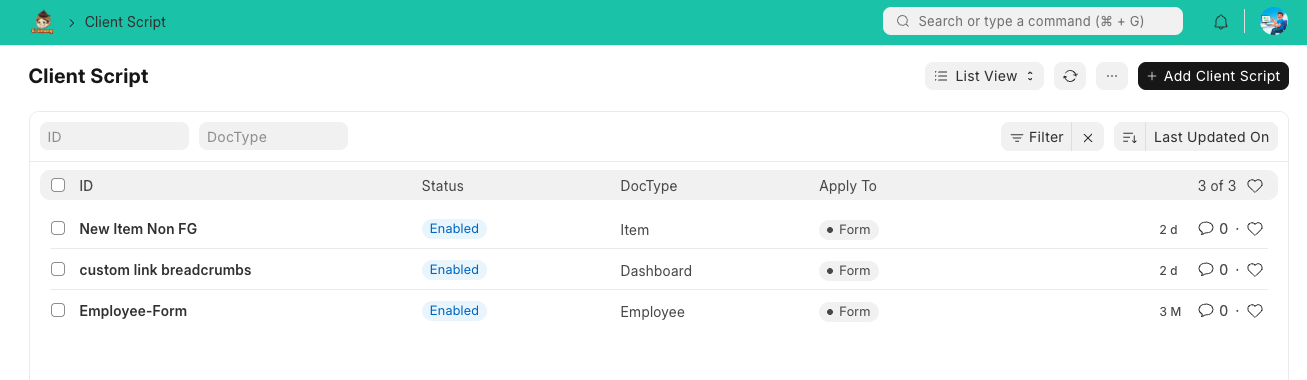 Client Script
Search or type a command (⌘ + G)
Client Script
List View
···
+ Add Client Script
ID
DocType
Filter
Last Updated On
ID Status DocType Apply To 3 of 3
New Item Non FG Enabled Item Form 2 d 0 ·
custom link breadcrumbs Enabled Dashboard Form 2 d 0 ·
Employee-Form Enabled Employee Form 3 M 0 ·